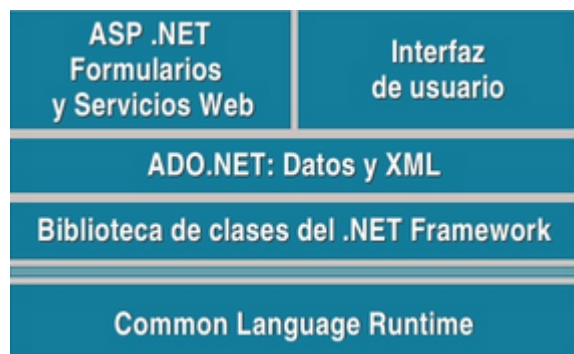 ASP .NET
Formularios
y Servicios Web
Interfaz
de usuario
ADO.NET: Datos y XML
Biblioteca de clases del .NET Framework
Common Language Runtime